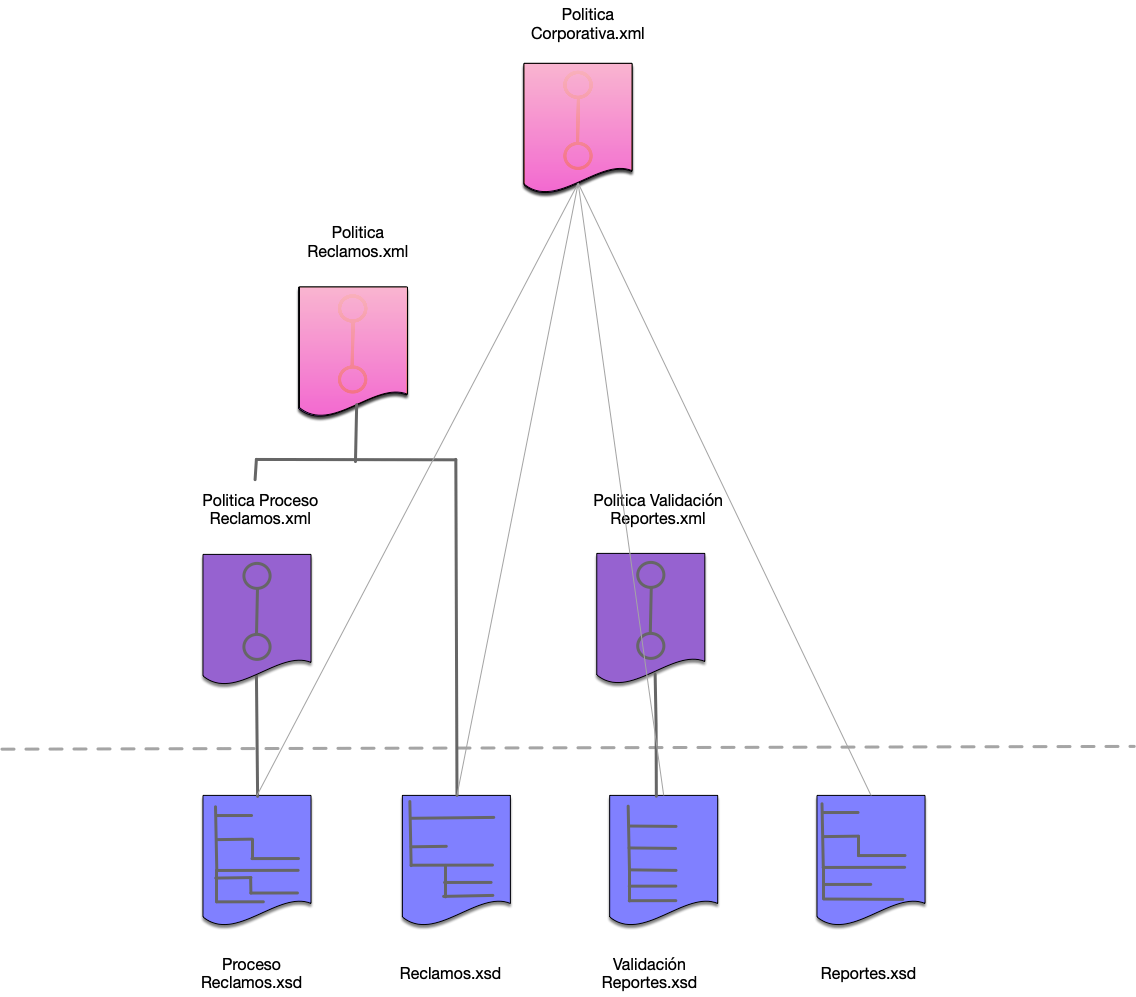 Politica
Corporativa.xml
Politica
Reclamos.xml
Politica Proceso
Reclamos.xml
Politica Validación
Reportes.xml
Proceso
Reclamos.xsd
Reclamos.xsd
Validación
Reportes.xsd
Reportes.xsd